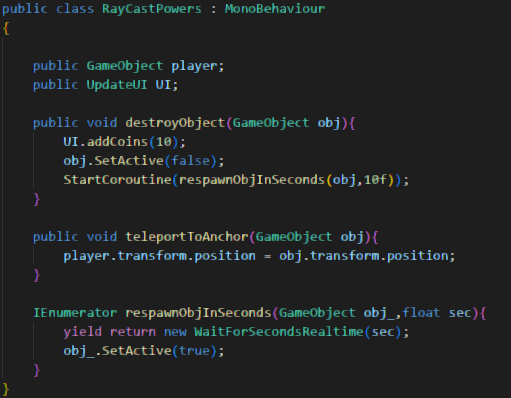 public class RayCastPowers : MonoBehaviour
{
public GameObject player;
public UpdateUI UI;
public void destroyObject(GameObject obj){
UI.addCoins(10);
obj.SetActive(false);
StartCoroutine(respawnObjInSeconds(obj,10f));
}
public void teleportToAnchor(GameObject obj){
player.transform.position = obj.transform.position;
}
IEnumerator respawnObjInSeconds(GameObject obj_,float sec){
yield return new WaitForSecondsRealtime(sec);
obj_.SetActive(true);
}
}